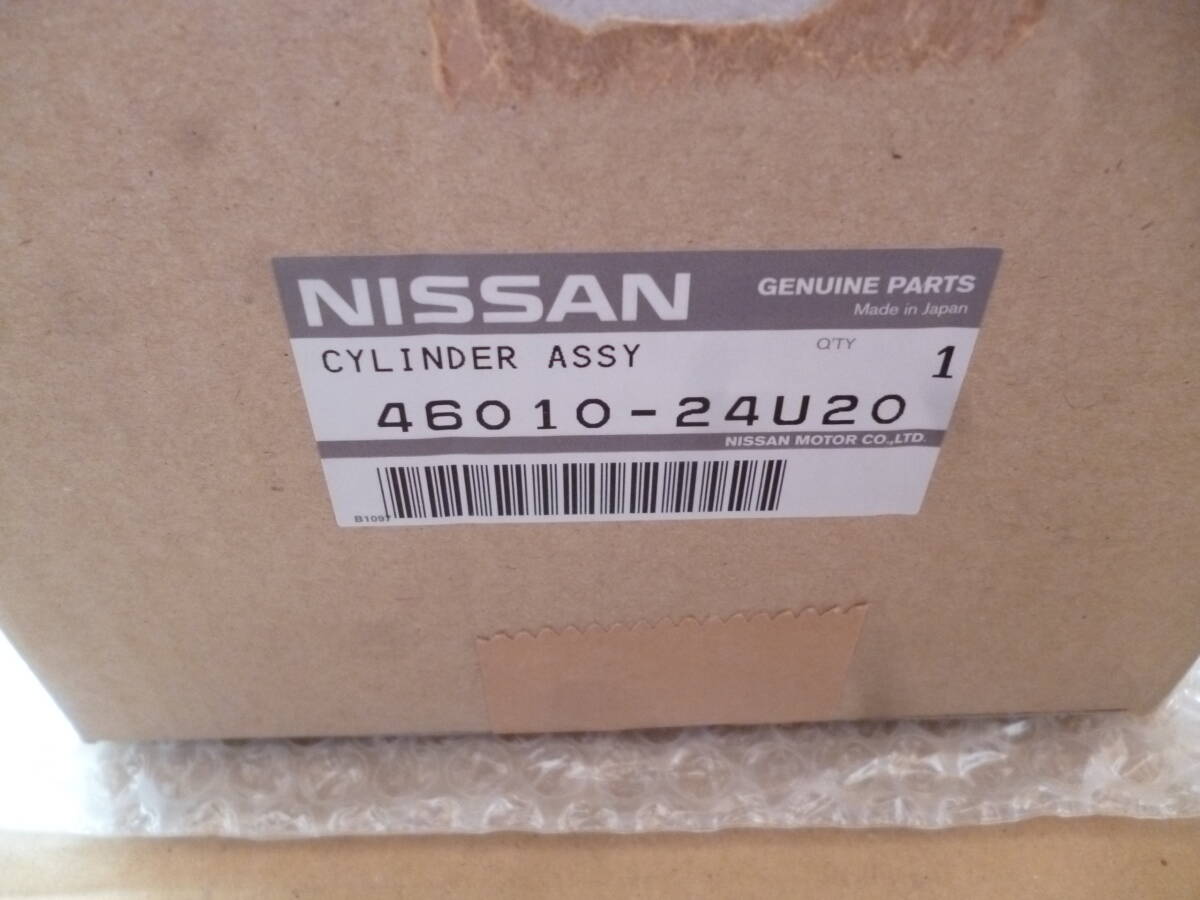 NISSAN
GENUINE PARTS
Made in Japan
CYLINDER ASSY
Q'TY
1
46010-24U20
NISSAN MOTOR CO.,LTD.
B1097